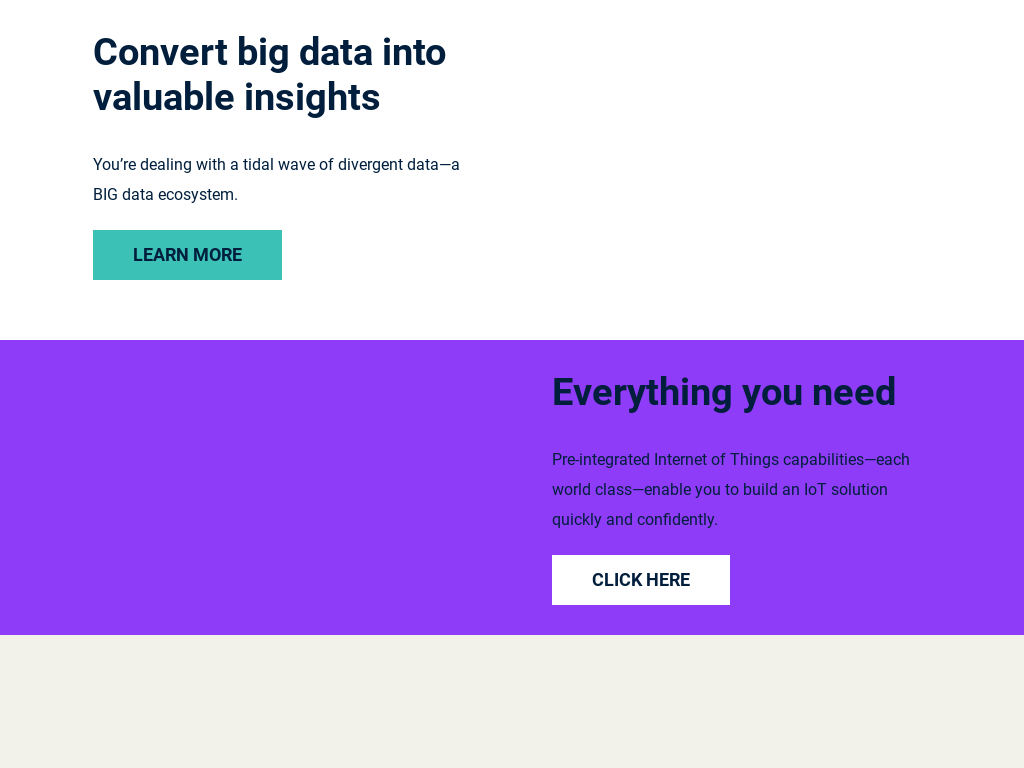 Convert big data into
valuable insights
You’re dealing with a tidal wave of divergent data—a
BIG data ecosystem.
LEARN MORE
Everything you need
Pre-integrated Internet of Things capabilities—each
world class—enable you to build an IoT solution
quickly and confidently.
CLICK HERE